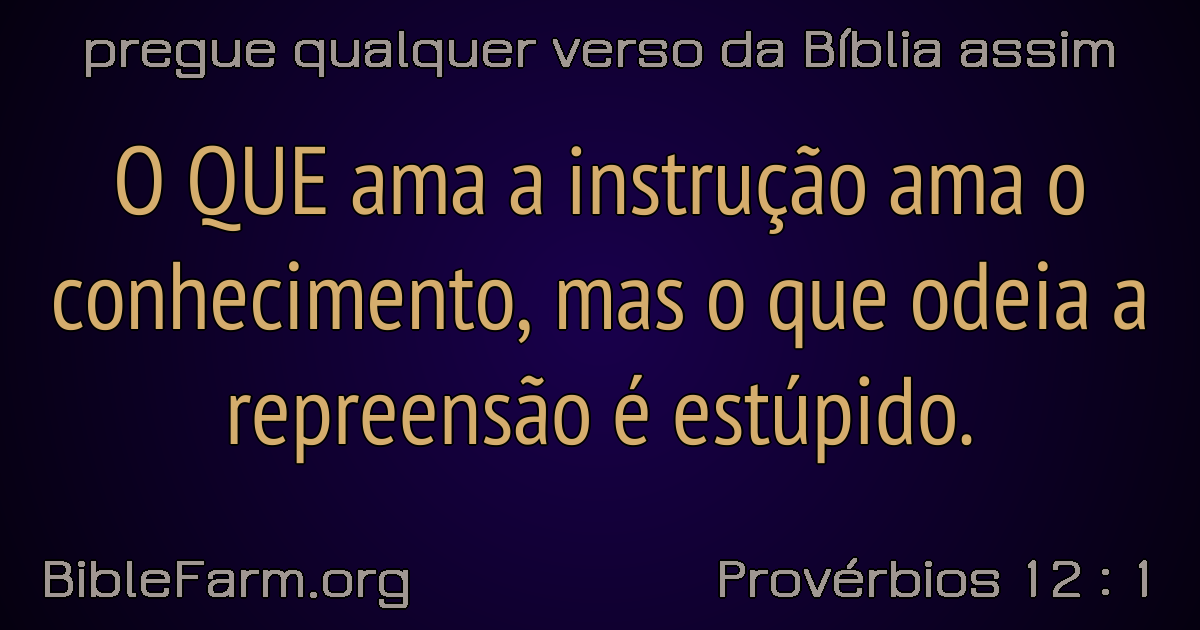 pregue qualquer verso da Bíblia assim
O QUE ama a instrução ama o
conhecimento, mas o que odeia a
repreensão é estúpido.
BibleFarm.org
Provérbios 12 : 1